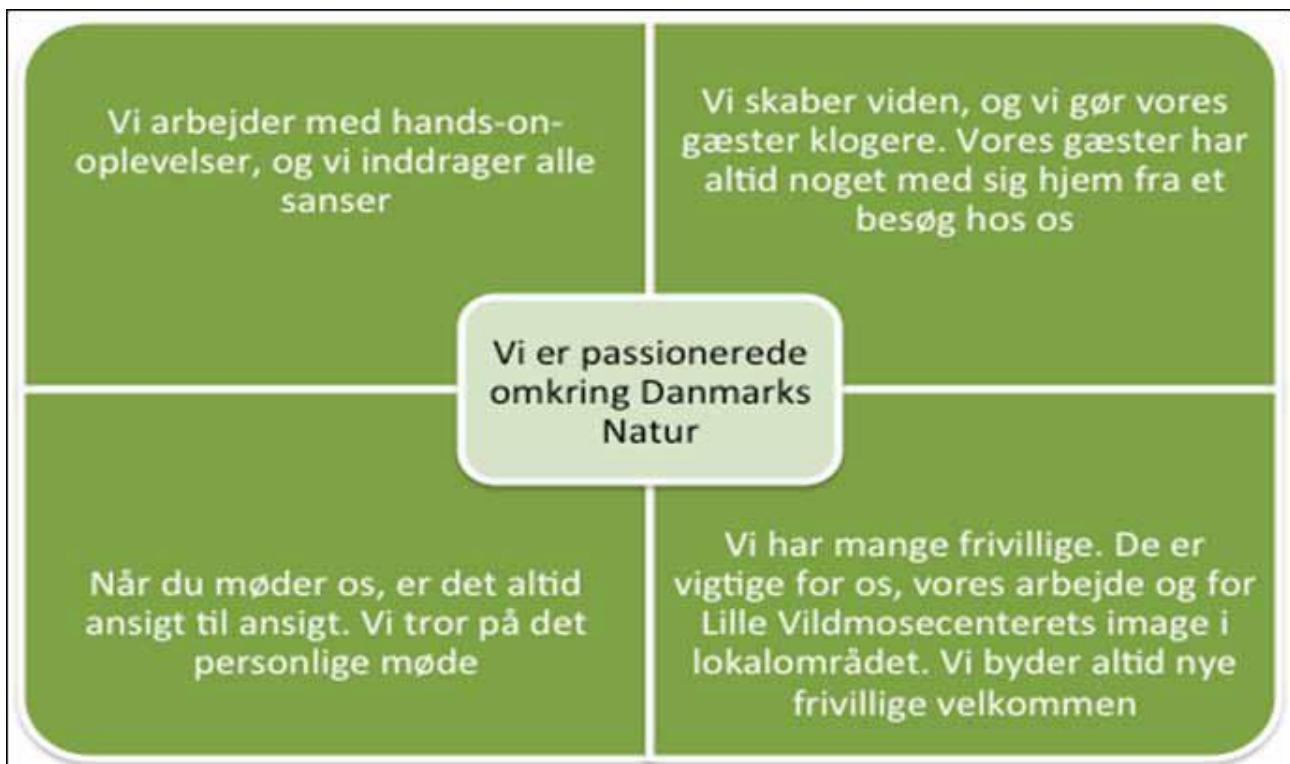 Vi arbejder med hands-on-
oplevelser, og vi inddrager alle
sanser
Vi skaber viden, og vi gør vores
gæster klogere. Vores gæster har
altid noget med sig hjem fra et
besøg hos os
Vi er passionerede
omkring Danmarks
Natur
Når du møder os, er det altid
ansigt til ansigt. Vi tror på det
personlige møde
Vi har mange frivillige. De er
vigtige for os, vores arbejde og for
Lille Vildmosecenterets image i
lokalområdet. Vi byder altid nye
frivillige velkommen